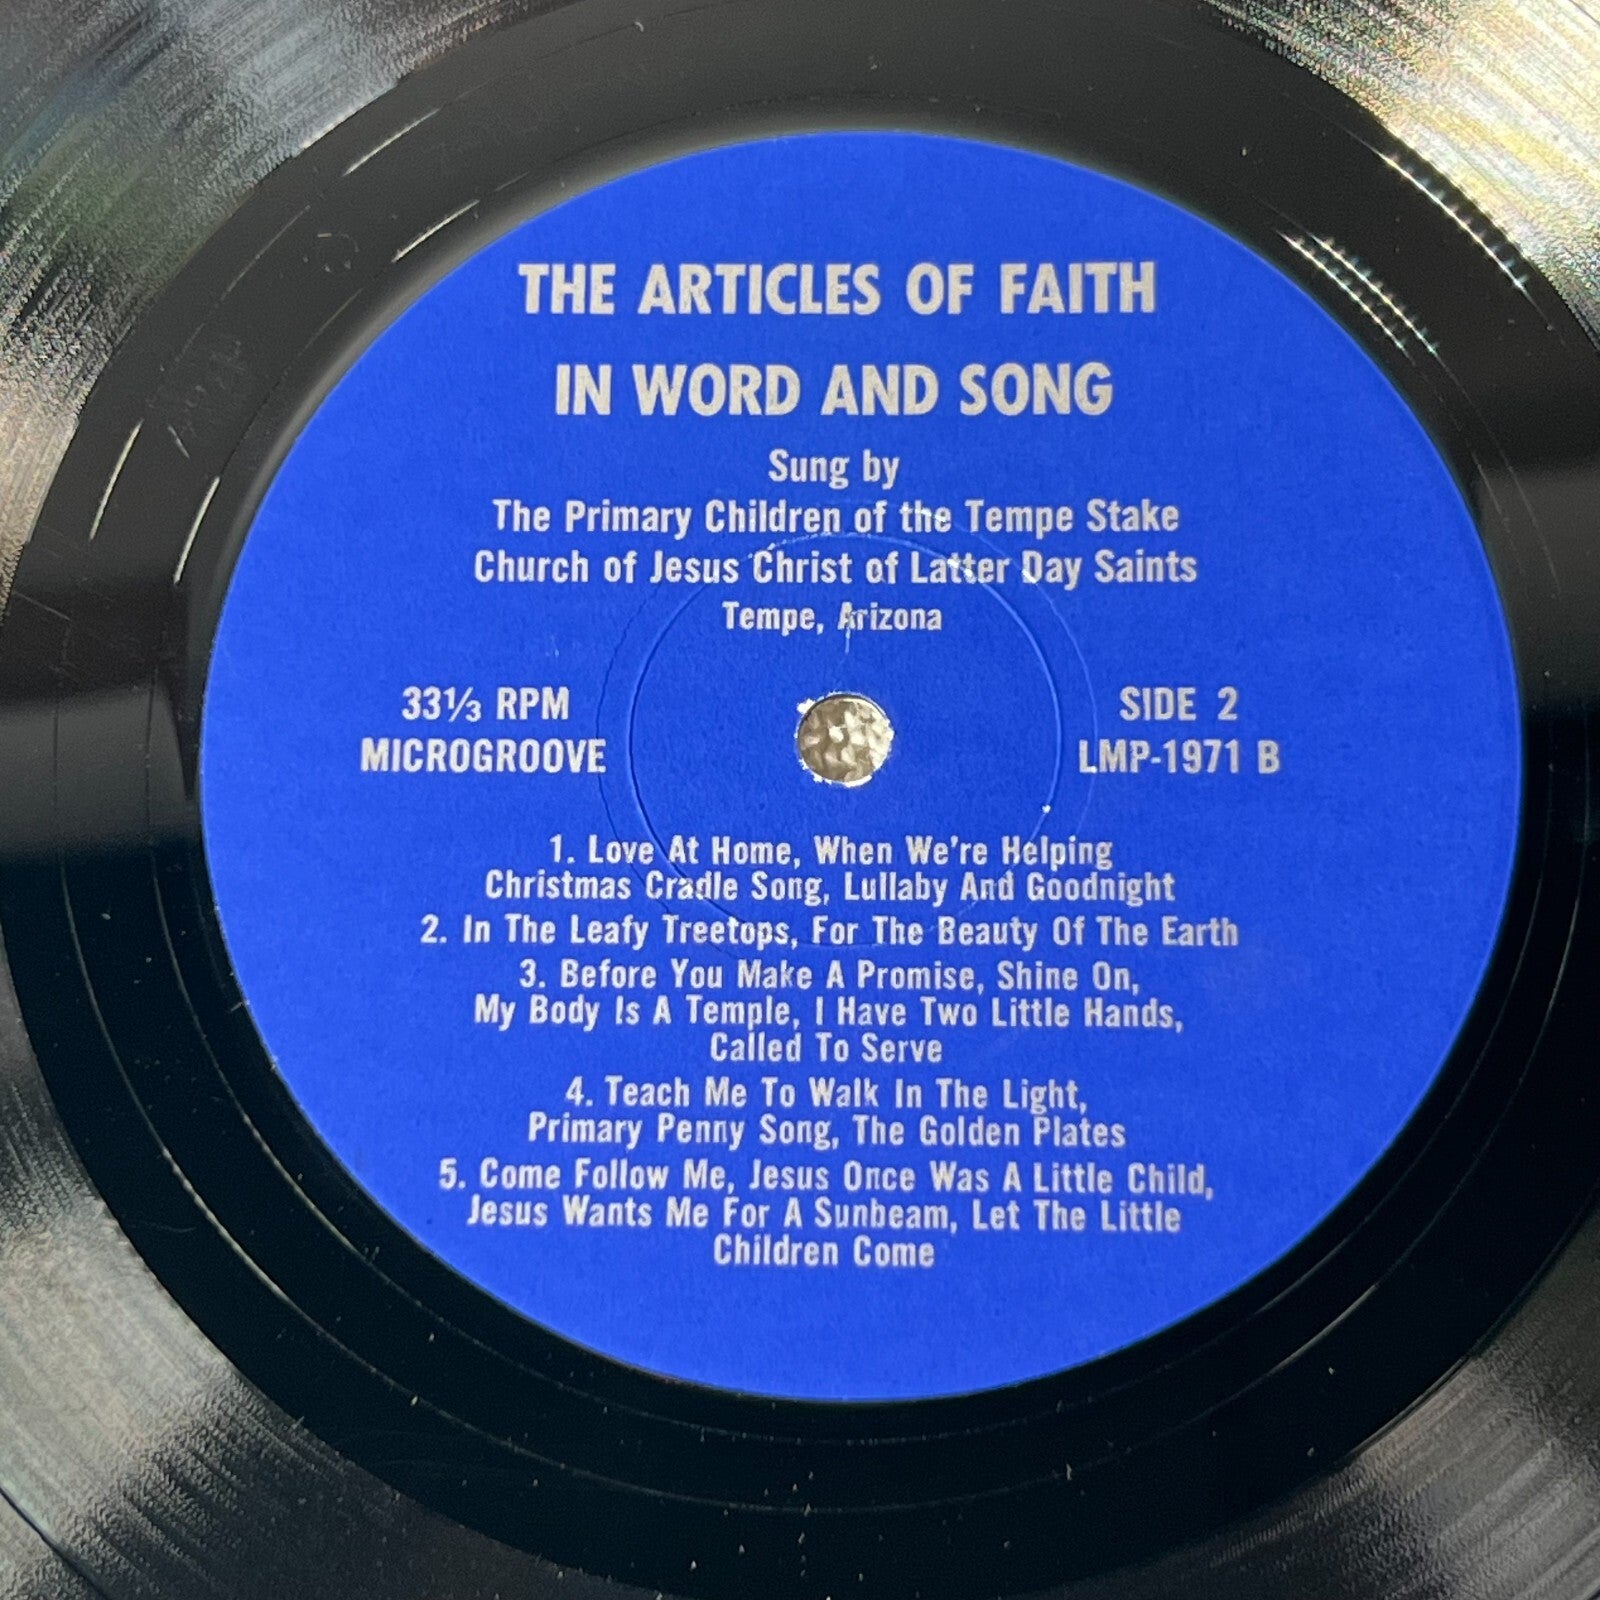 THE ARTICLES OF FAITH
IN WORD AND SONG
Sung by
The Primary Children of the Tempe Stake
Church of Jesus Christ of Latter Day Saints
Tempe, Arizona
33⅓ RPM
MICROGROOVE
SIDE 2
LMP-1971 B
1. Love At Home, When We're Helping
Christmas Cradle Song, Lullaby And Goodnight
2. In The Leafy Treetops, For The Beauty Of The Earth
3. Before You Make A Promise, Shine On,
My Body Is A Temple, I Have Two Little Hands,
Called To Serve
4. Teach Me To Walk In The Light,
Primary Penny Song, The Golden Plates
5. Come Follow Me, Jesus Once Was A Little Child,
Jesus Wants Me For A Sunbeam, Let The Little
Children Come